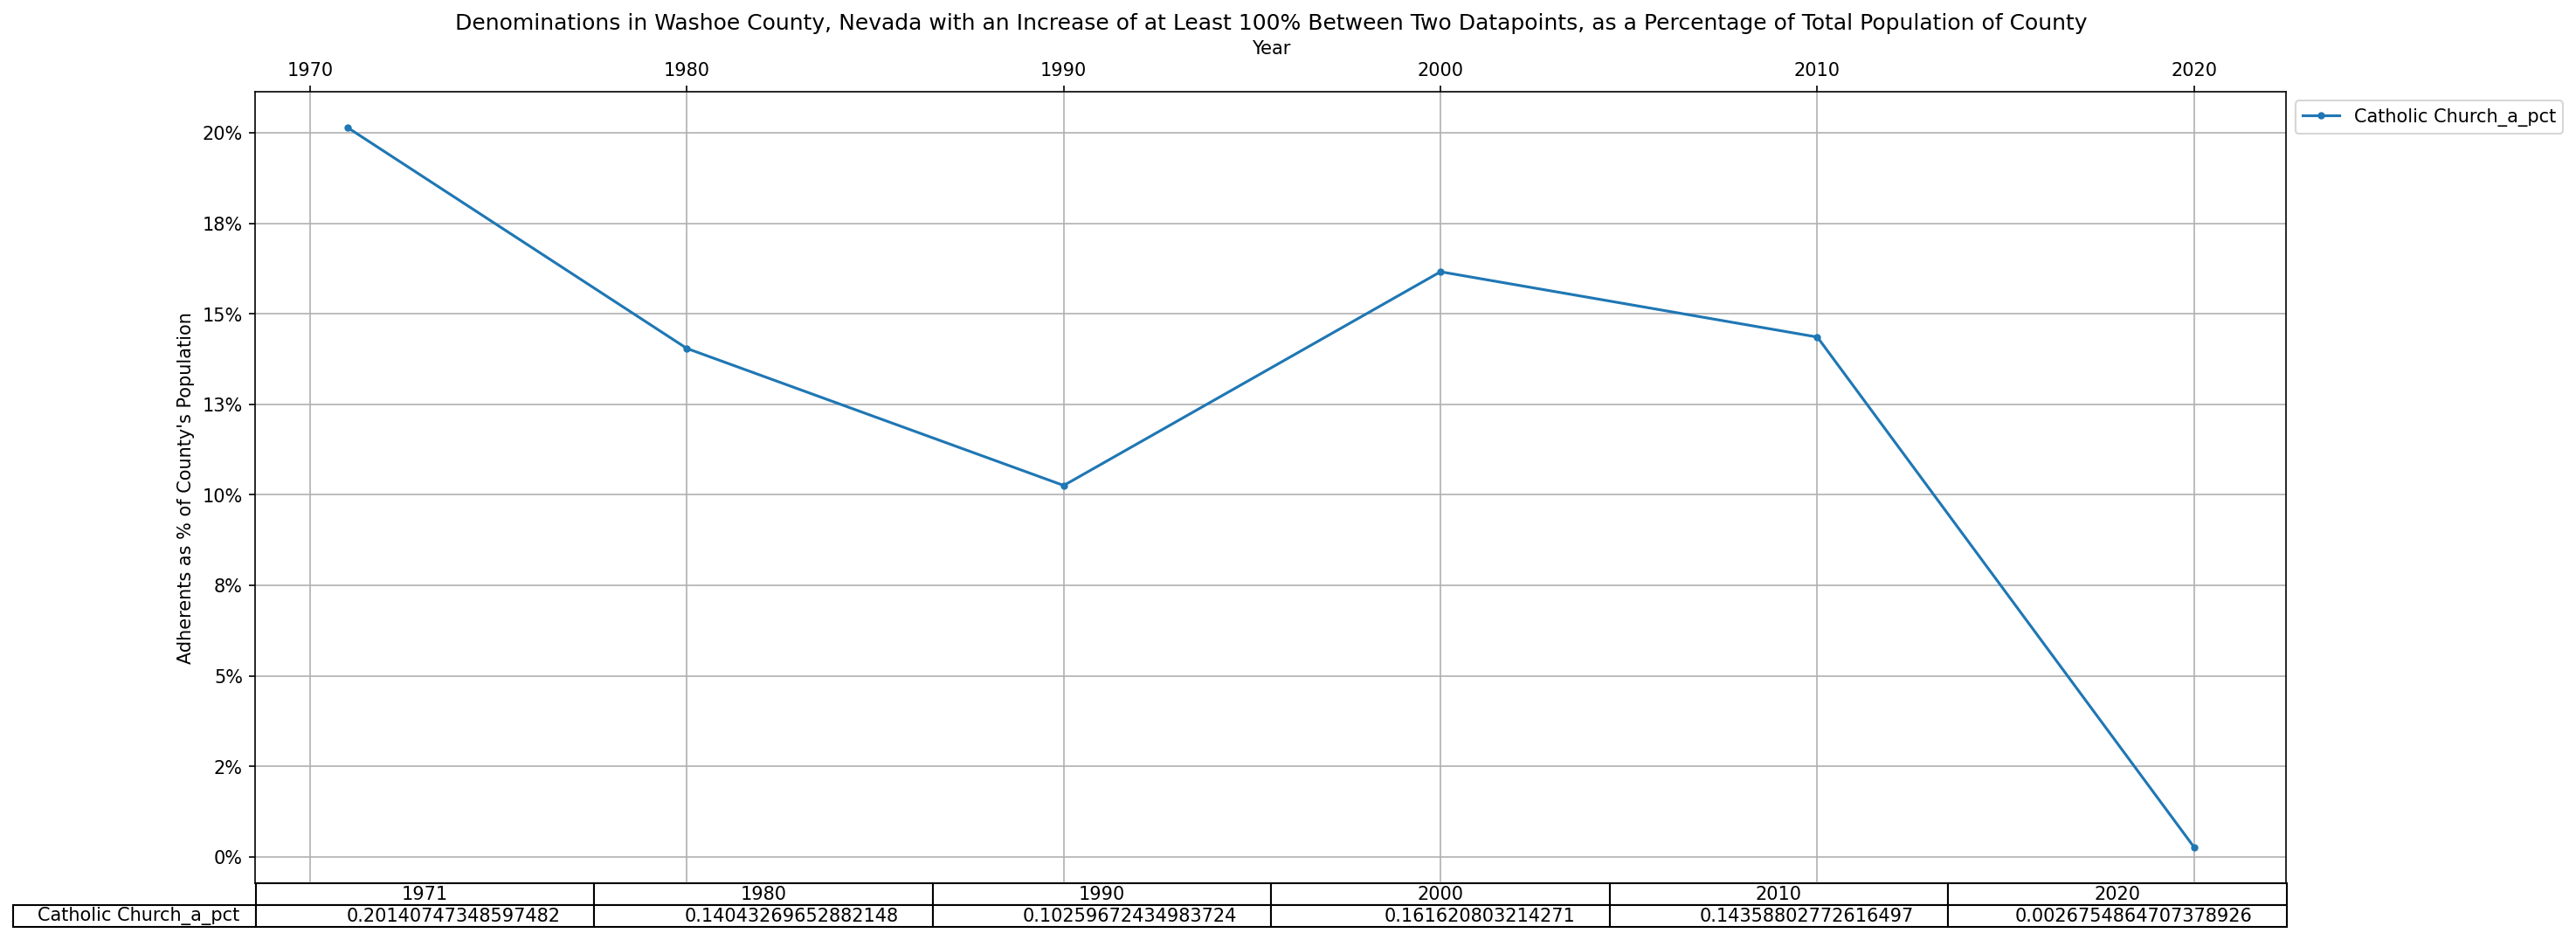 Denominations in Washoe County, Nevada with an Increase of at Least 100% Between Two Datapoints, as a Percentage of Total Population of County
Year
1970 1980 1990 2000 2010 2020
Catholic Church_a_pct
Adherents as % of County's Population
20%
18%
15%
13%
10%
8%
5%
2%
0%
1971 1980 1990 2000 2010 2020
Catholic Church_a_pct 0.20140747348597482 0.14043269652882148 0.10259672434983724 0.161620803214271 0.14358802772616497 0.0026754864707378926